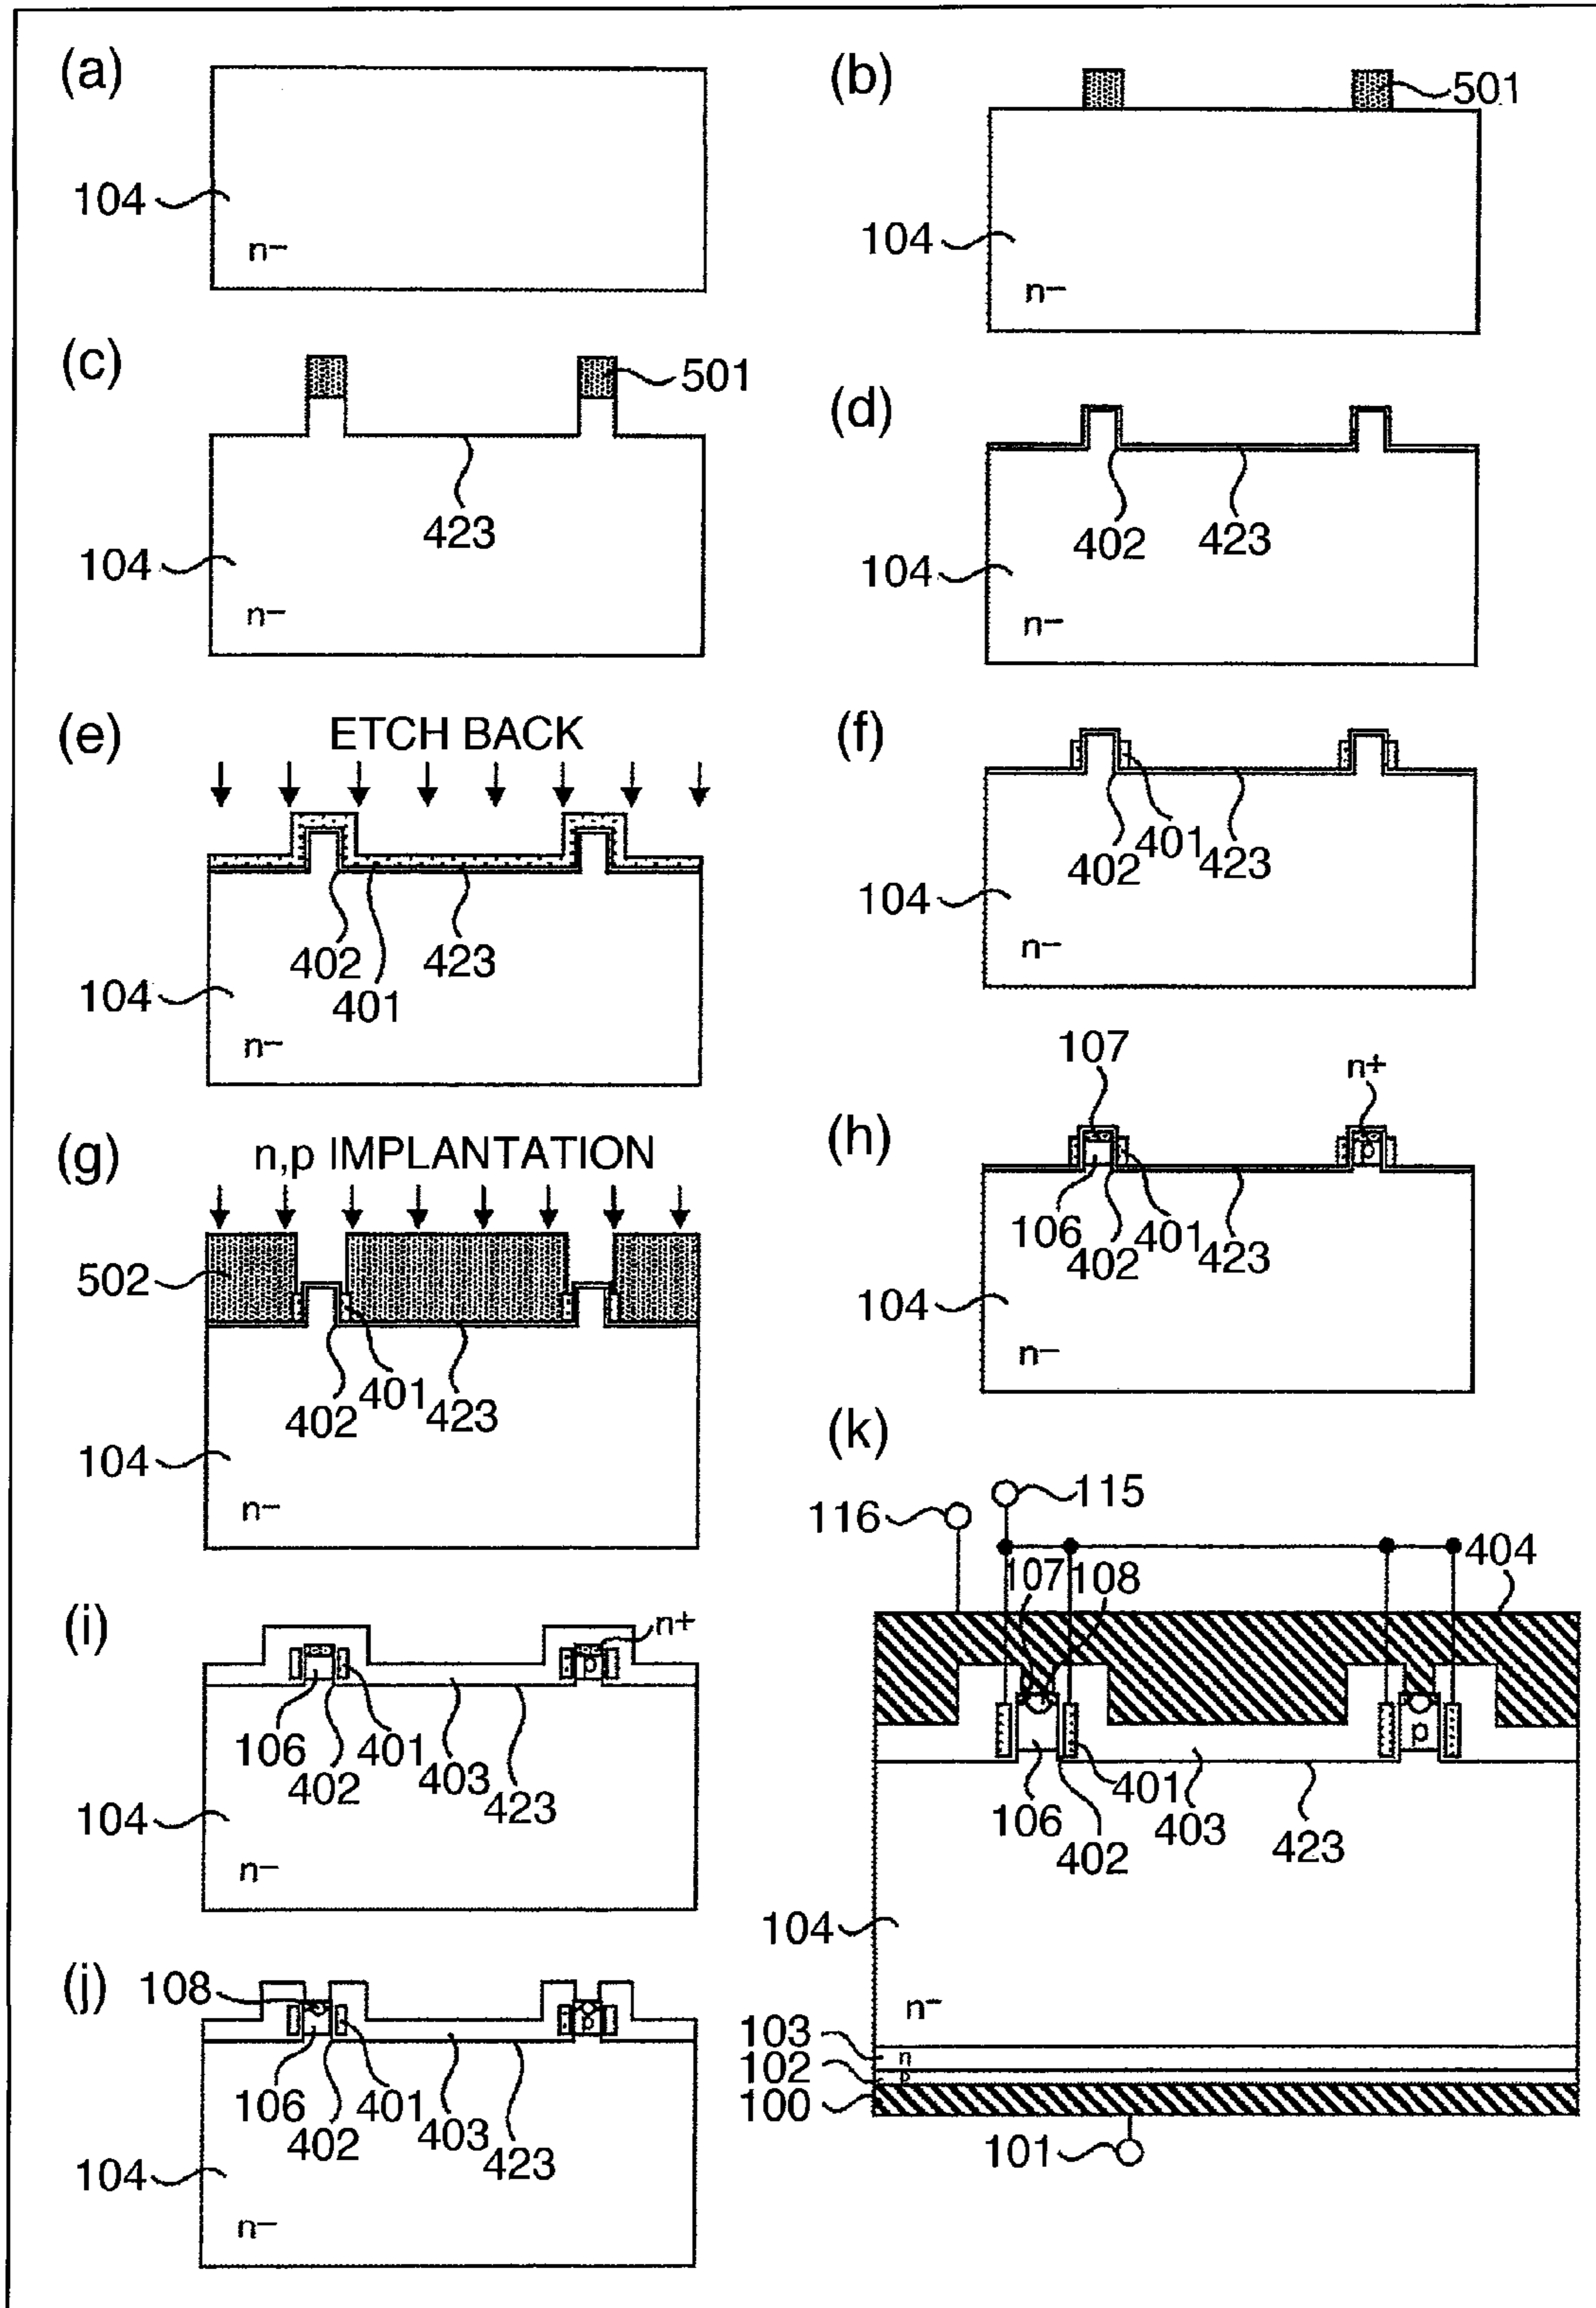 (a)
104
n−
(b)
501
104
n−
(c)
501
423
104
n−
(d)
402
423
104
n−
(e)
ETCH BACK
402
423
401
104
n−
(f)
401
402
423
104
n−
(g)
n,p IMPLANTATION
502
401
402
423
104
n−
(h)
107
n+
p
106
401
402
423
104
n−
(i)
n+
p
106
401
402
403
423
104
n−
(j)
108
p
106
401
402
403
423
104
n−
(k)
115
116
404
107
108
p
401
106
403
402
423
104
n−
103
n
102
p
100
101